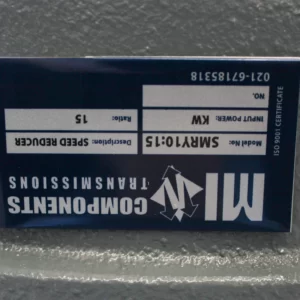 MI COMPONENTS
TRANSMISSIONS
Model No: SMRY10:15 Description: SPEED REDUCER
INPUT POWER: KW Ratio: 15
NO.
021-67185318
ISO 9001 CERTIFICATE